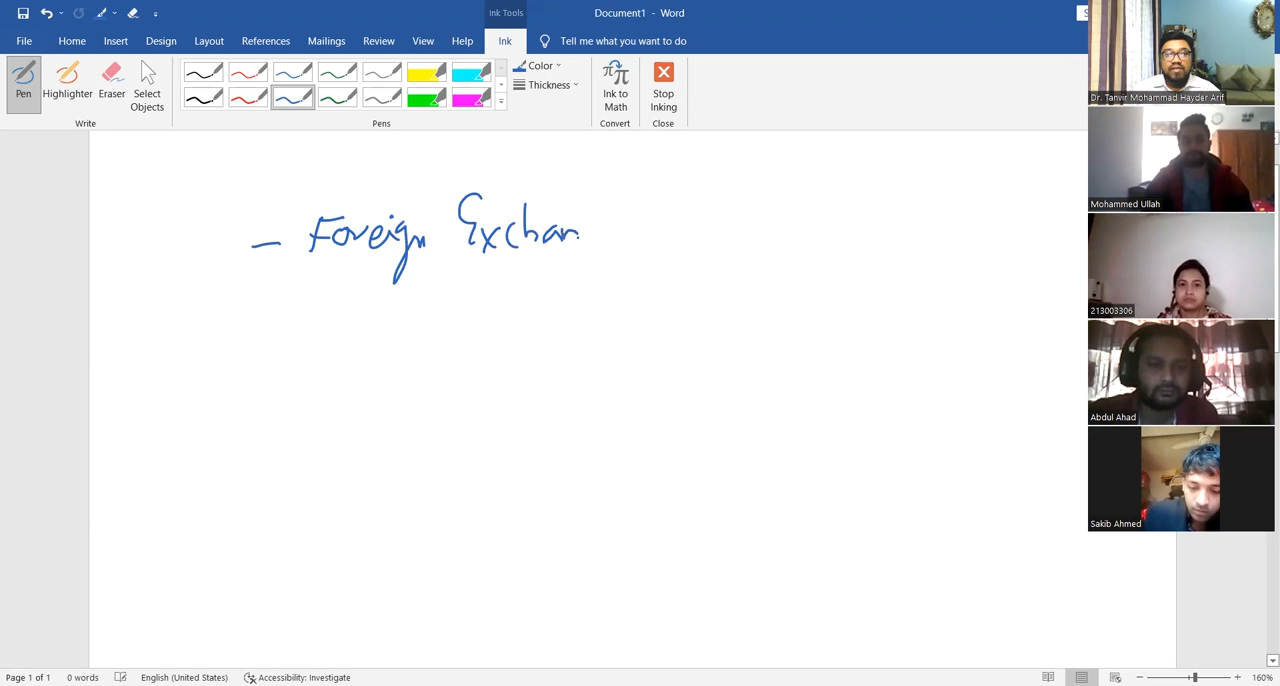 Ink Tools
Document1 - Word
S
File Home Insert Design Layout References Mailings Review View Help Ink Tell me what you want to do
Color
Thickness
Pen Highlighter Eraser Select Objects
Ink to Math
Stop Inking
Write Pens Convert Close
– Foreign Exchan
Dr. Tanvir Mohammad Hayder Arif
Mohammed Ullah
213003306
Abdul Ahad
Sakib Ahmed
Page 1 of 1 0 words English (United States) Accessibility: Investigate 160%